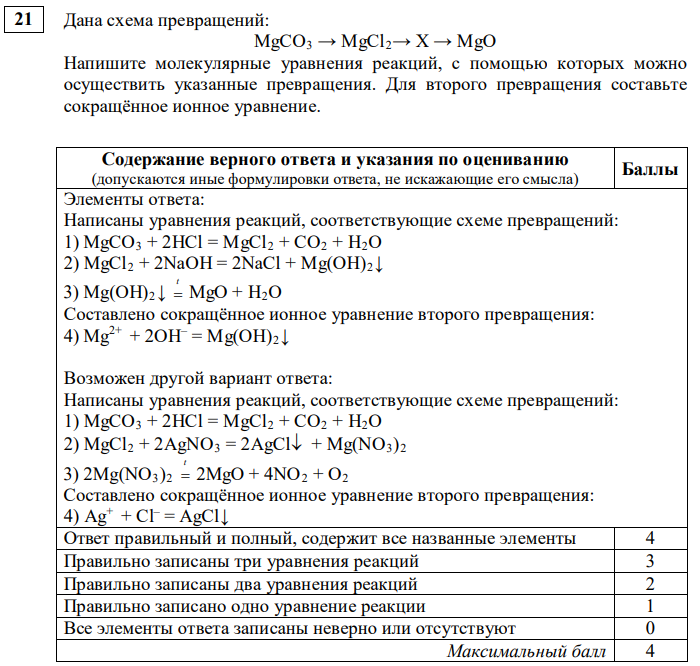 21 Дана схема превращений:
MgCO₃ → MgCl₂→ X → MgO
Напишите молекулярные уравнения реакций, с помощью которых можно
осуществить указанные превращения. Для второго превращения составьте
сокращённое ионное уравнение.
Содержание верного ответа и указания по оцениванию
(допускаются иные формулировки ответа, не искажающие его смысла)
Баллы
Элементы ответа:
Написаны уравнения реакций, соответствующие схеме превращений:
1) MgCO₃ + 2HCl = MgCl₂ + CO₂ + H₂O
2) MgCl₂ + 2NaOH = 2NaCl + Mg(OH)₂↓
3) Mg(OH)₂↓ =ᵗ MgO + H₂O
Составлено сокращённое ионное уравнение второго превращения:
4) Mg²⁺ + 2OH⁻ = Mg(OH)₂↓
Возможен другой вариант ответа:
Написаны уравнения реакций, соответствующие схеме превращений:
1) MgCO₃ + 2HCl = MgCl₂ + CO₂ + H₂O
2) MgCl₂ + 2AgNO₃ = 2AgCl↓ + Mg(NO₃)₂
3) 2Mg(NO₃)₂ =ᵗ 2MgO + 4NO₂ + O₂
Составлено сокращённое ионное уравнение второго превращения:
4) Ag⁺ + Cl⁻ = AgCl↓
Ответ правильный и полный, содержит все названные элементы 4
Правильно записаны три уравнения реакций 3
Правильно записаны два уравнения реакций 2
Правильно записано одно уравнение реакции 1
Все элементы ответа записаны неверно или отсутствуют 0
Максимальный балл 4